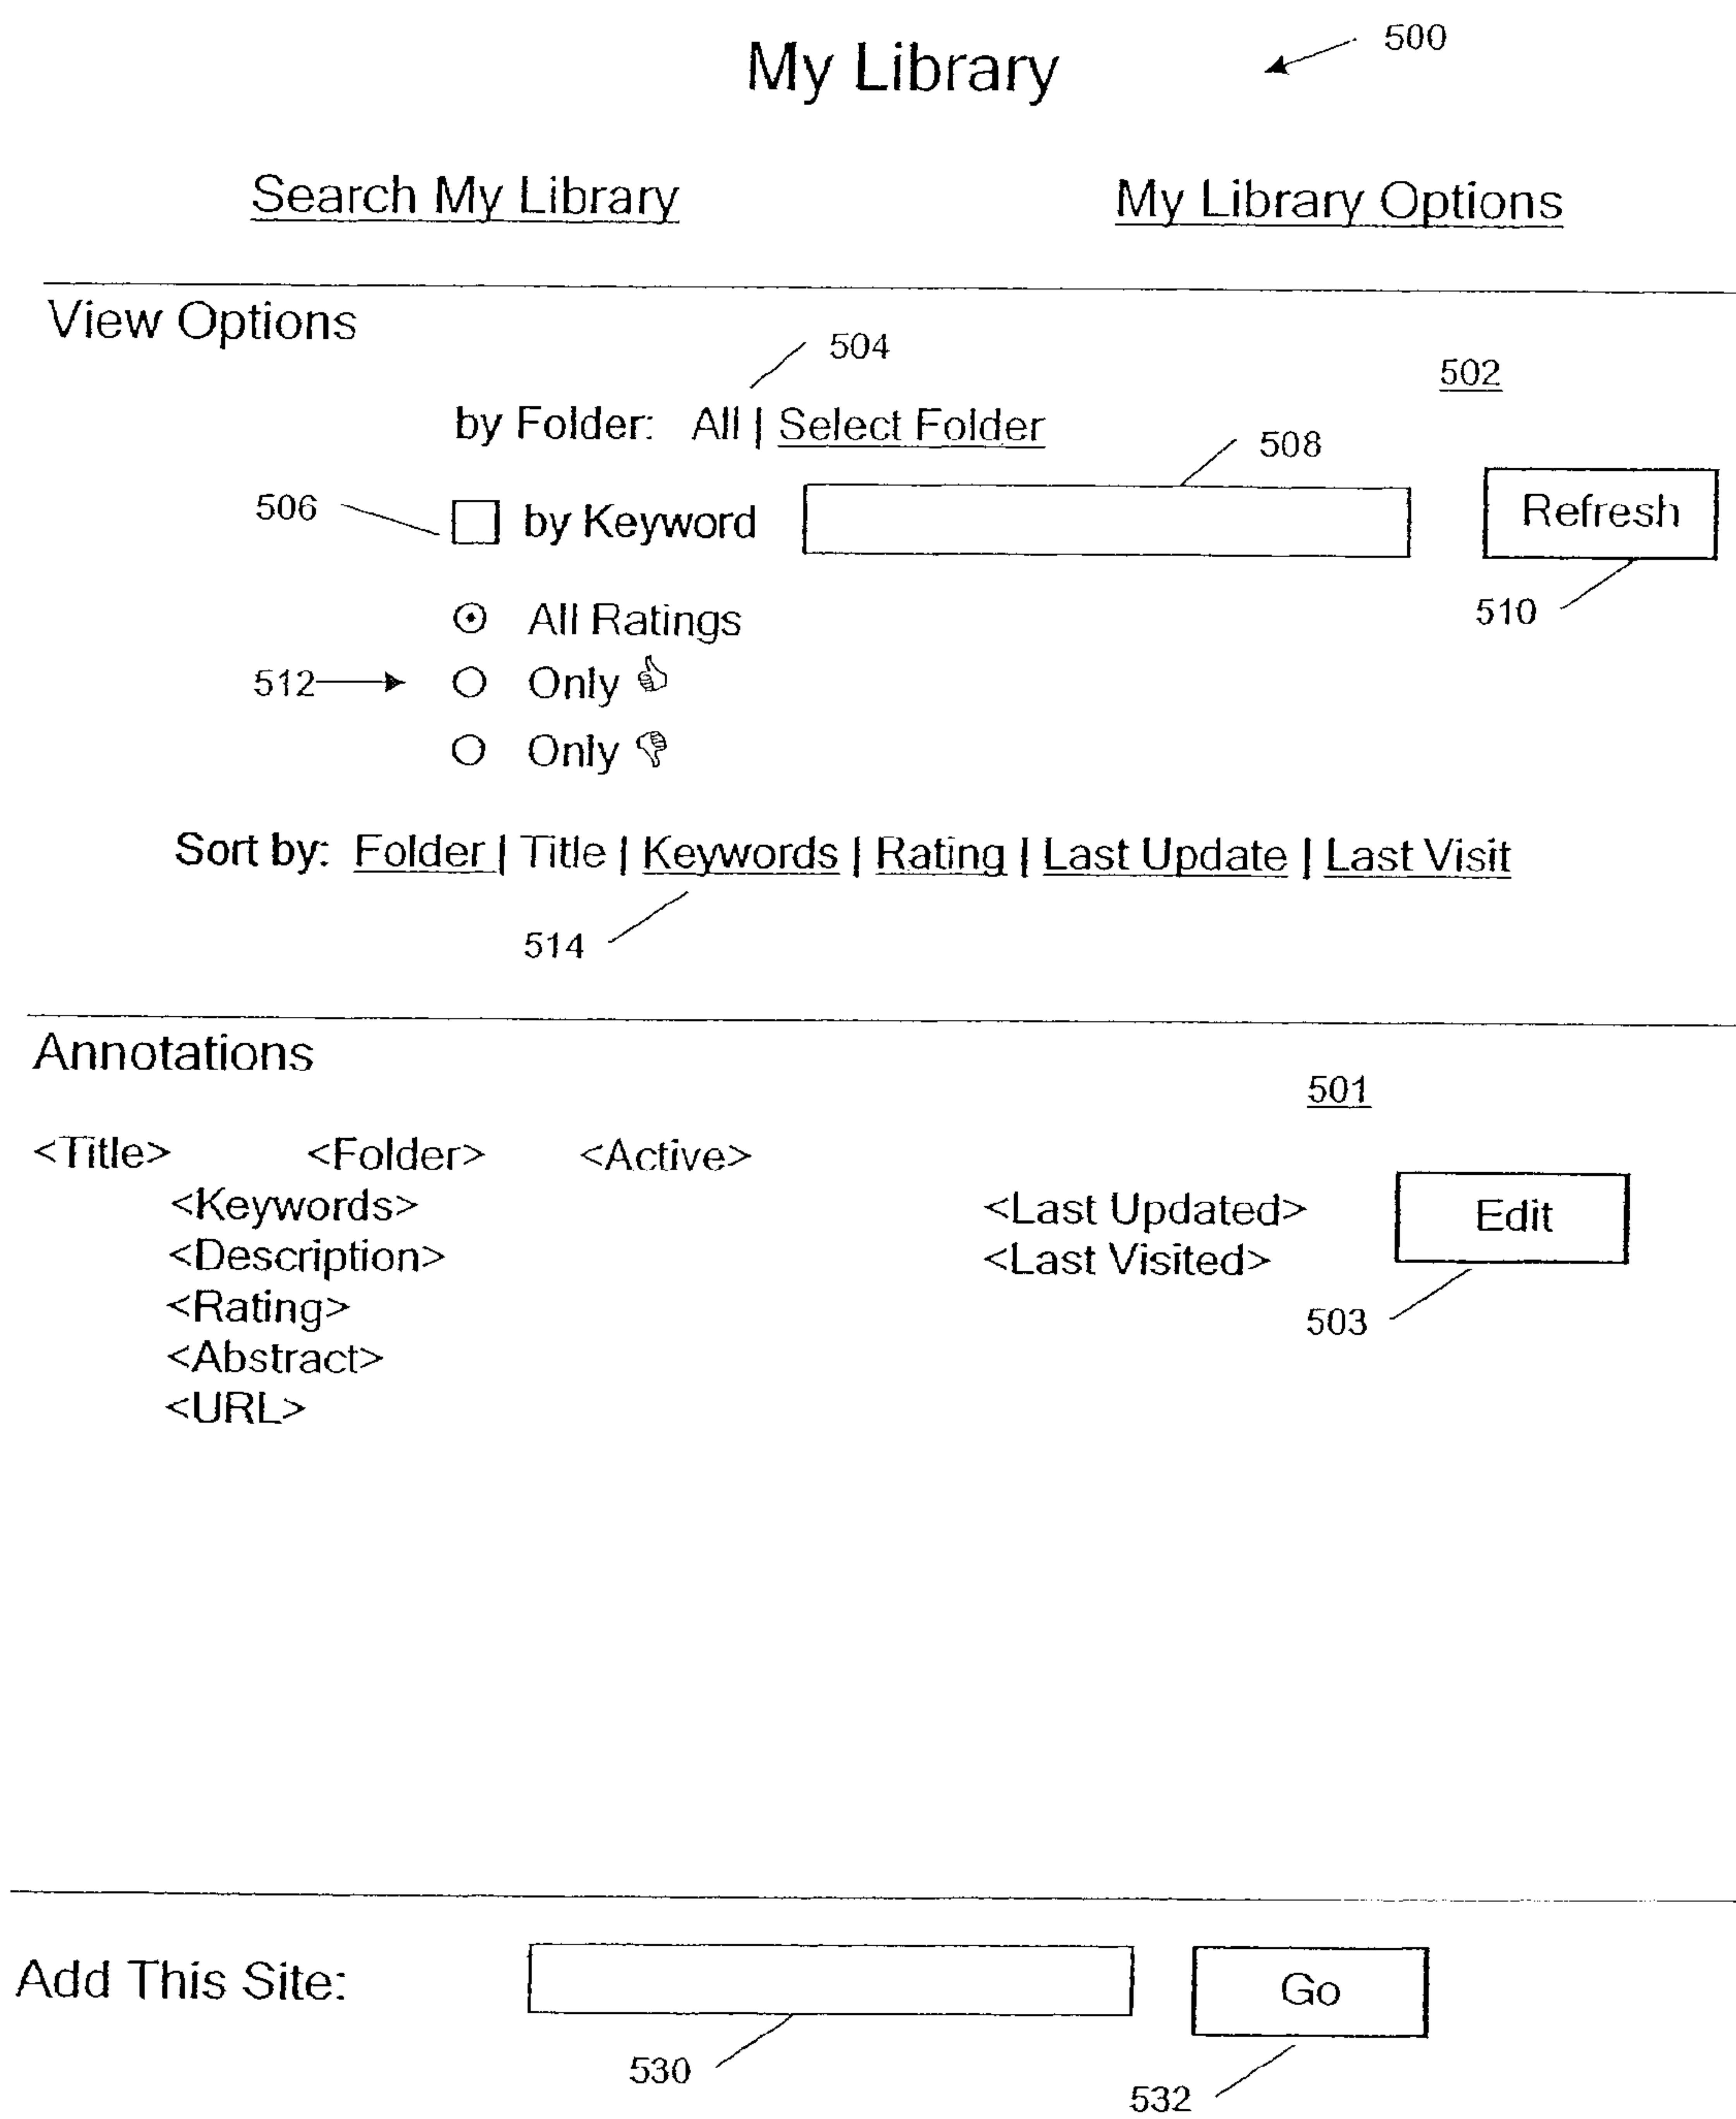 My Library
500
Search My Library
My Library Options
View Options
504
502
by Folder: All | Select Folder
508
506
by Keyword
Refresh
510
All Ratings
512
Only
Only
Sort by: Folder | Title | Keywords | Rating | Last Update | Last Visit
514
Annotations
501
<Title> <Folder> <Active>
<Keywords>
<Last Updated>
Edit
<Description>
<Last Visited>
<Rating>
503
<Abstract>
<URL>
Add This Site:
Go
530
532